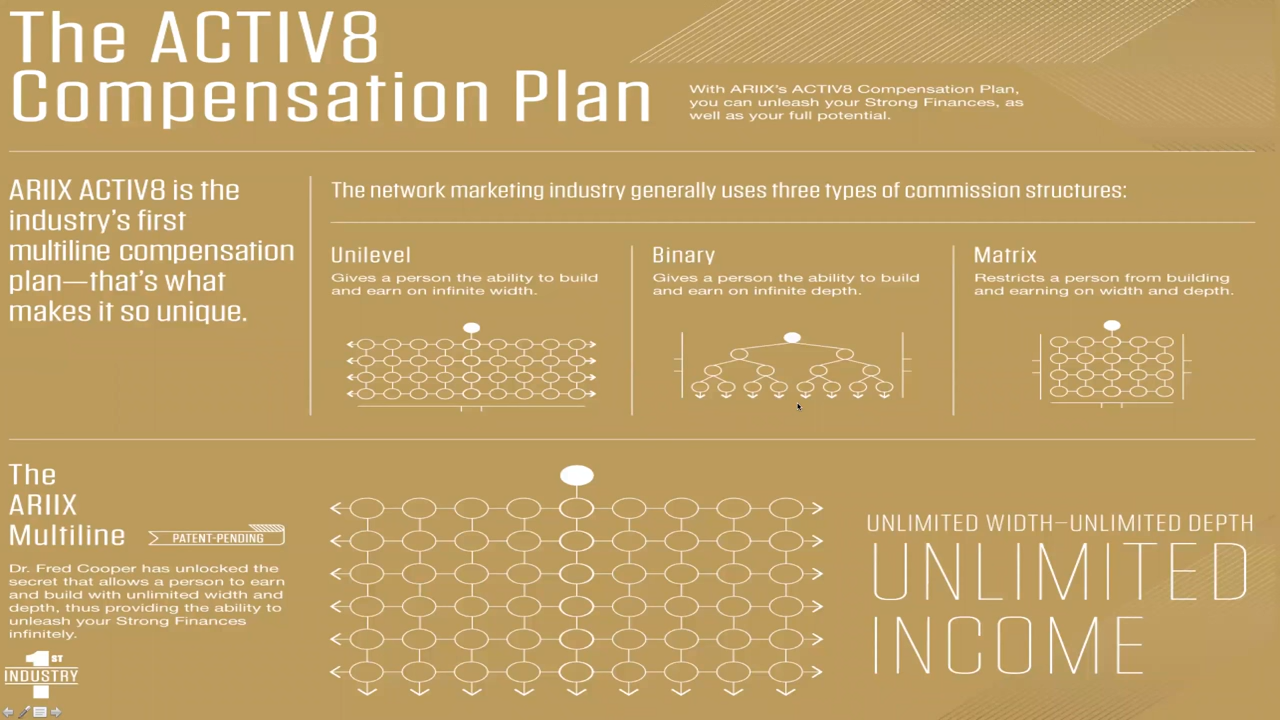 The ACTIV8
Compensation Plan
With ARIIX's ACTIV8 Compensation Plan,
you can unleash your Strong Finances, as
well as your full potential.
ARIIX ACTIV8 is the
industry's first
multiline compensation
plan—that's what
makes it so unique.
The network marketing industry generally uses three types of commission structures:
Unilevel
Gives a person the ability to build
and earn on infinite width.
Binary
Gives a person the ability to build
and earn on infinite depth.
Matrix
Restricts a person from building
and earning on width and depth.
The
ARIIX
Multiline
PATENT-PENDING
Dr. Fred Cooper has unlocked the
secret that allows a person to earn
and build with unlimited width and
depth, thus providing the ability to
unleash your Strong Finances
infinitely.
1ST
INDUSTRY
UNLIMITED WIDTH—UNLIMITED DEPTH
UNLIMITED
INCOME